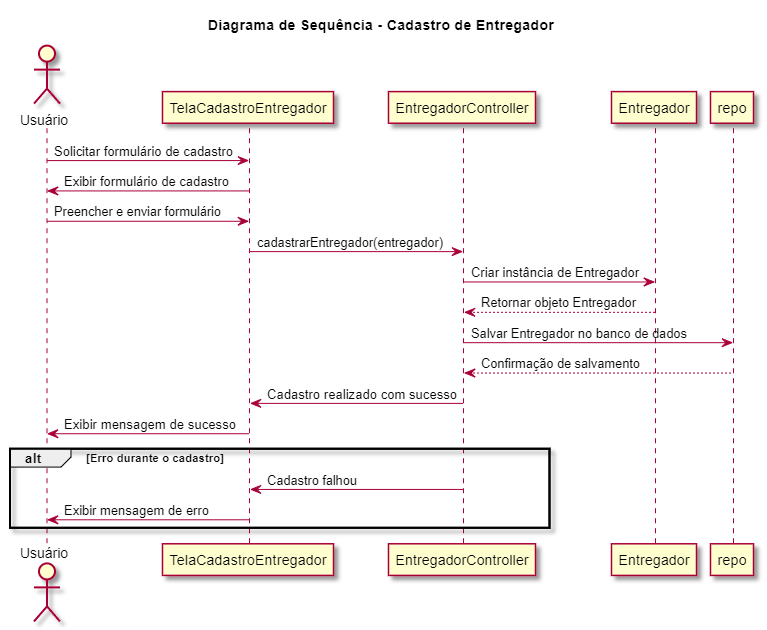 Diagrama de Sequência - Cadastro de Entregador
Usuário
TelaCadastroEntregador
EntregadorController
Entregador
repo
Solicitar formulário de cadastro
Exibir formulário de cadastro
Preencher e enviar formulário
cadastrarEntregador(entregador)
Criar instância de Entregador
Retornar objeto Entregador
Salvar Entregador no banco de dados
Confirmação de salvamento
Cadastro realizado com sucesso
Exibir mensagem de sucesso
alt
[Erro durante o cadastro]
Cadastro falhou
Exibir mensagem de erro
Usuário
TelaCadastroEntregador
EntregadorController
Entregador
repo